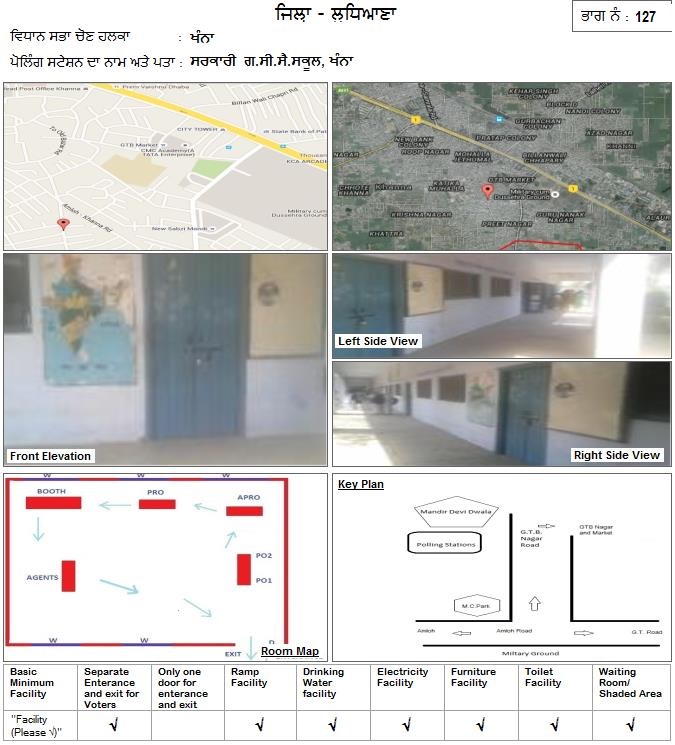 ਜਿਲ੍ਹਾ - ਲੁਧਿਆਣਾ
ਭਾਗ ਨੰ : 127
ਵਿਧਾਨ ਸਭਾ ਚੋਣ ਹਲਕਾ : ਖੰਨਾ
ਪੋਲਿੰਗ ਸਟੇਸ਼ਨ ਦਾ ਨਾਮ ਅਤੇ ਪਤਾ : ਸਰਕਾਰੀ ਗ.ਸੀ.ਸੈ.ਸਕੂਲ, ਖੰਨਾ
Head Post Office Khanna
Prem Varshnu Dhaba
Billan Wali Chapri Rd
CITY TOWER
State Bank of Pat
GTB Market
CMC Academy(A
TATA Enterprise)
Thousan
KCA ARCADE
Amloh - Khanna Rd
Military cum
Dussehra Ground
New Sabzi Mandi
KEHAR SINGH
COLONY
BLOCK D
NANDI COLONY
GURBACHAN
COLONY
AZAD NAGAR
NEW BANK
COLONY
PRATAP COLONY
ROOP NAGAR
KHANNI
NAGAR
MOHALLA
JETHUMAL
BILLANWALI
CHHAPARY
GTB MARKET
CHHOTE
KHANNA
Khanna
KATIKA
MUHALLA
Military cum
Dussehra Ground
KRISHNA NAGAR
GURU NANAK
NAGAR
PREET NAGAR
ALAUR
KHATTRA
Front Elevation
Left Side View
Right Side View
W W W
BOOTH
PRO
APRO
AGENTS
PO2
PO1
W W
D
EXIT
Room Map
Key Plan
Mandir Devi Dwala
Polling Stations
G.T.B.
Nagar
Road
GTB Nagar
and Market
M.C.Park
Amloh
Amloh Road
G.T. Road
Miltary Ground
Basic Minimum Facility
Separate Enterance and exit for Voters
Only one door for enterance and exit
Ramp Facility
Drinking Water facility
Electricity Facility
Furniture Facility
Toilet Facility
Waiting Room/ Shaded Area
"Facility (Please √)"
√ √ √ √ √ √ √